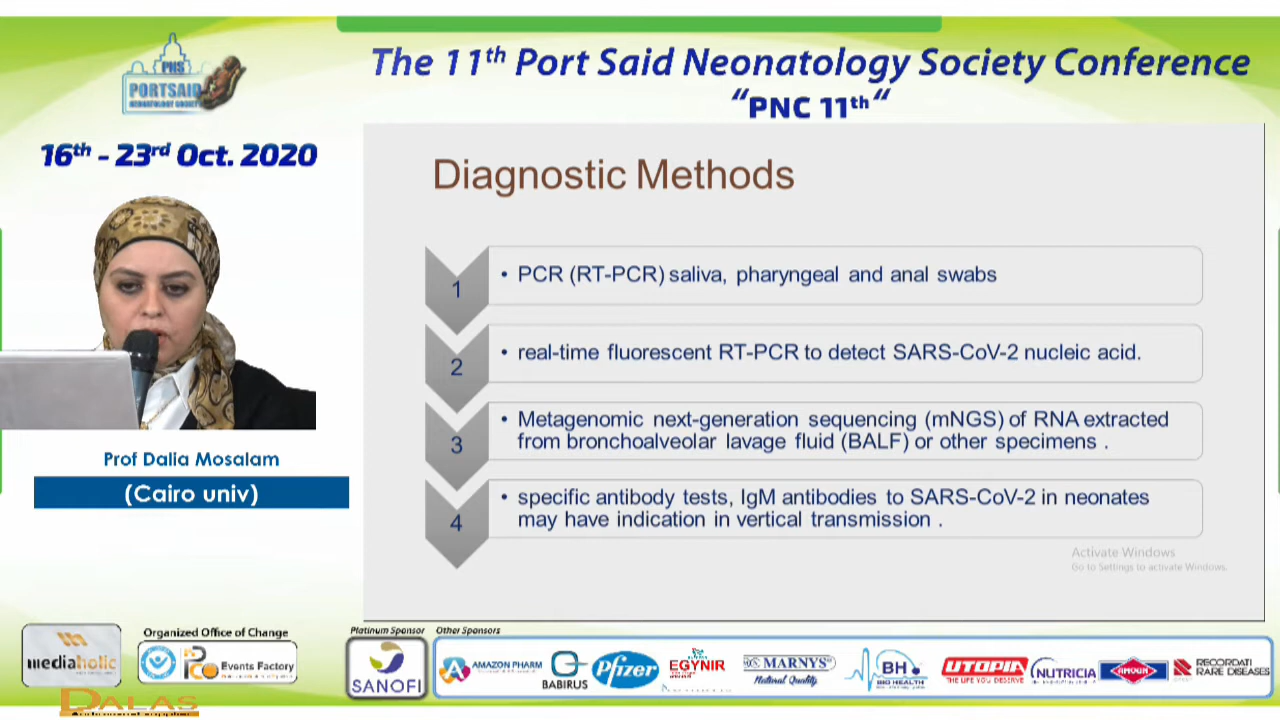 The 11th Port Said Neonatology Society Conference
“PNC 11th“
PNS
PORTSAID
NEONATOLOGY SOCIETY
16th - 23rd Oct. 2020
Diagnostic Methods
1
• PCR (RT-PCR) saliva, pharyngeal and anal swabs
2
• real-time fluorescent RT-PCR to detect SARS-CoV-2 nucleic acid.
3
• Metagenomic next-generation sequencing (mNGS) of RNA extracted
from bronchoalveolar lavage fluid (BALF) or other specimens .
4
• specific antibody tests, IgM antibodies to SARS-CoV-2 in neonates
may have indication in vertical transmission .
Prof Dalia Mosalam
(Cairo univ)
Activate Windows
Go to Settings to activate Windows.
Organized Office of Change
Platinum Sponsor
Other Sponsors
mediaholic
PCO Events Factory
SANOFI
AMAZON PHARM
BABIRUS
Pfizer
EGYNIR
MARNYS
Natural Quality
BH
BIG HEALTH
UTOPIA
THE LIFE YOU DESERVE
NUTRICIA
AMOUN
RECORDATI
RARE DISEASES
DALAS